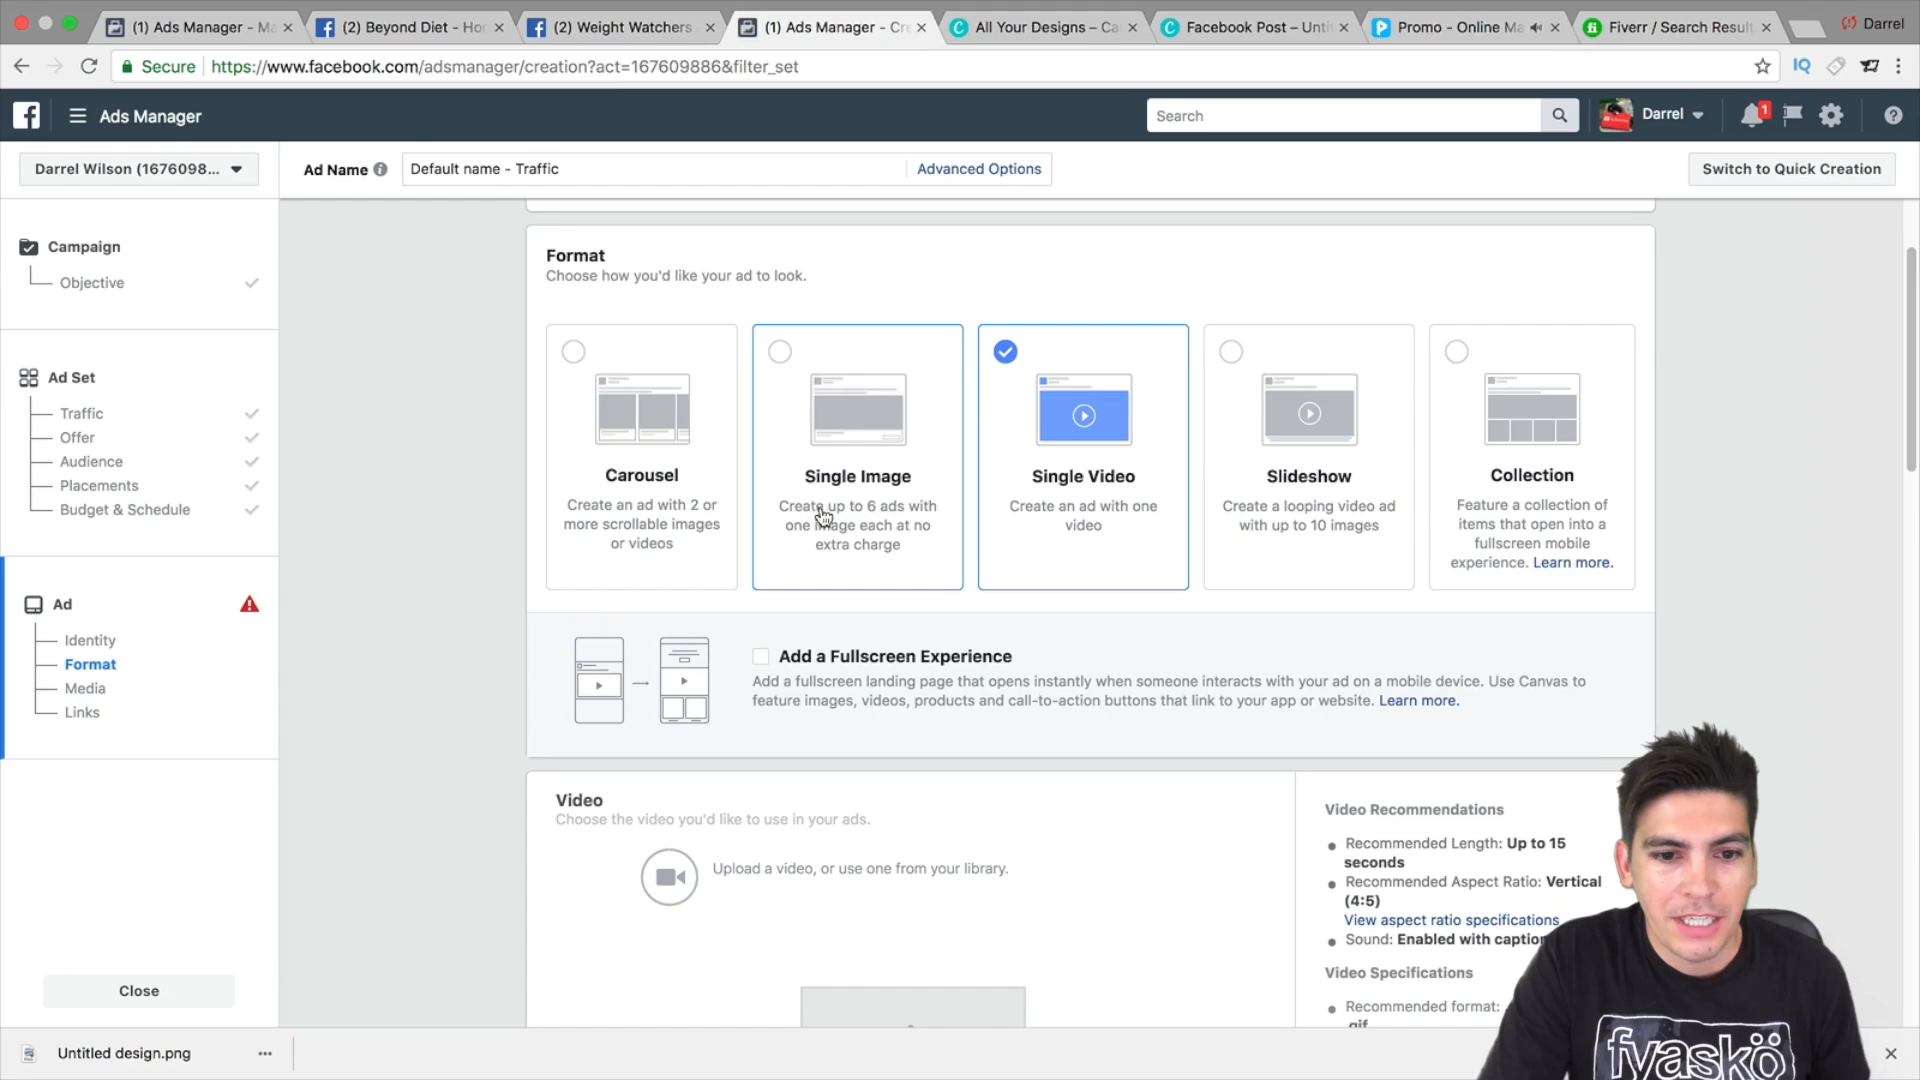 (1) Ads Manager - Ma
(2) Beyond Diet - Hor
(2) Weight Watchers
(1) Ads Manager - Cre
All Your Designs – Ca
Facebook Post – Unti
Promo - Online Ma
Fiverr / Search Result
Darrel
Secure
https://www.facebook.com/adsmanager/creation?act=167609886&filter_set
IQ
Ads Manager
Search
Darrel
1
Darrel Wilson (1676098...
Ad Name
Default name - Traffic
Advanced Options
Switch to Quick Creation
Campaign
Objective
Ad Set
Traffic
Offer
Audience
Placements
Budget & Schedule
Ad
Identity
Format
Media
Links
Close
Format
Choose how you'd like your ad to look.
Carousel
Create an ad with 2 or
more scrollable images
or videos
Single Image
Create up to 6 ads with
one image each at no
extra charge
Single Video
Create an ad with one
video
Slideshow
Create a looping video ad
with up to 10 images
Collection
Feature a collection of
items that open into a
fullscreen mobile
experience. Learn more.
Add a Fullscreen Experience
Add a fullscreen landing page that opens instantly when someone interacts with your ad on a mobile device. Use Canvas to
feature images, videos, products and call-to-action buttons that link to your app or website. Learn more.
Video
Choose the video you'd like to use in your ads.
Upload a video, or use one from your library.
Video Recommendations
Recommended Length: Up to 15
seconds
Recommended Aspect Ratio: Vertical
(4:5)
View aspect ratio specifications
Sound: Enabled with caption
Video Specifications
Recommended format:
.gif
fyaskö
Untitled design.png